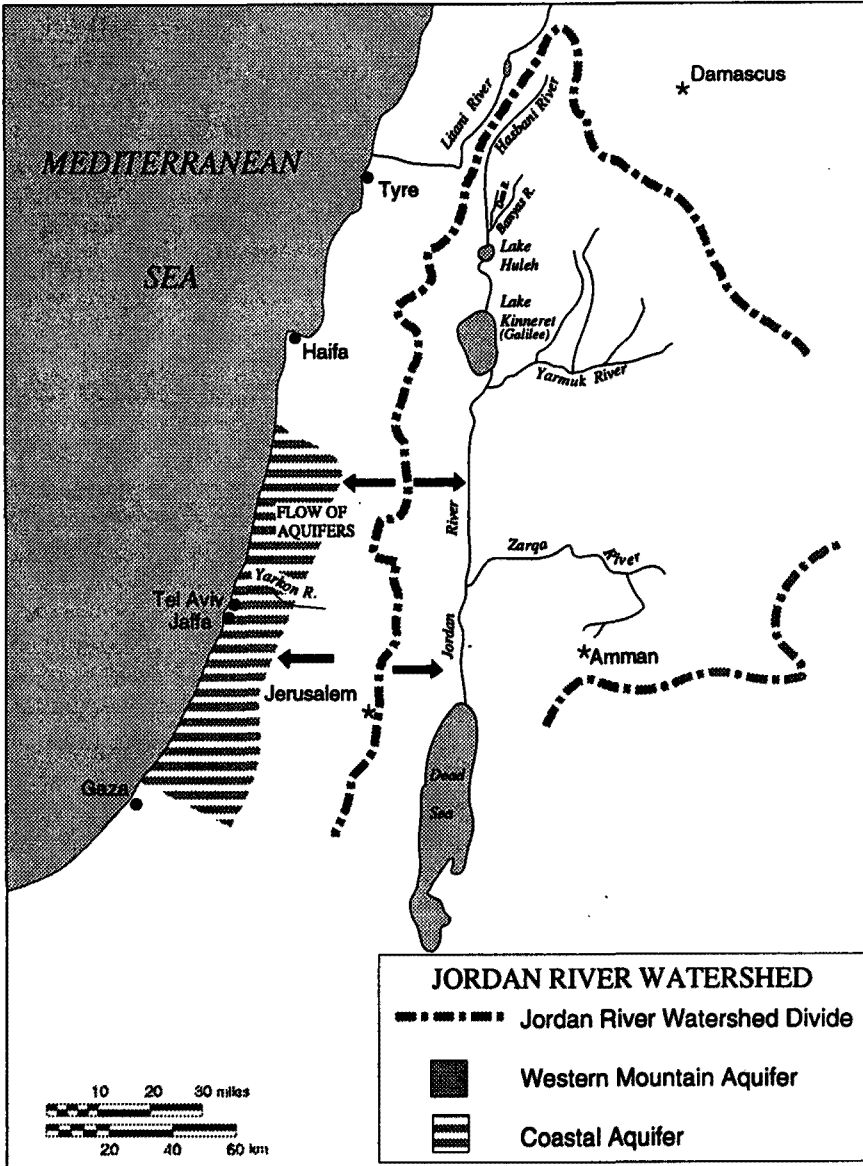 Damascus
Litani River
Hasbani River
MEDITERRANEAN
SEA
Tyre
Banyas R.
Lake
Huleh
Lake
Kinneret
(Galilee)
Haifa
Yarmuk River
FLOW OF
AQUIFERS
River
Zarqa
River
Yarkon R.
Tel Aviv
Jaffa
Jordan
Amman
Jerusalem
Dead
Sea
Gaza
JORDAN RIVER WATERSHED
Jordan River Watershed Divide
Western Mountain Aquifer
Coastal Aquifer
10 20 30 miles
20 40 60 km